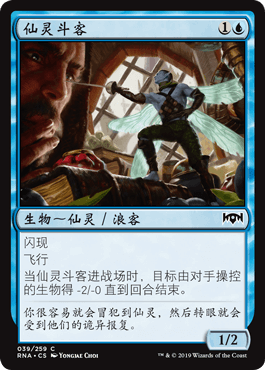 仙灵斗客 1
生物～仙灵／浪客
闪现
飞行
当仙灵斗客进战场时，目标由对手操控
的生物得 -2/-0 直到回合结束。
你很容易就会冒犯到仙灵，然后转眼就会
受到他们的诡异报复。
1/2
039/259 C
RNA • CS YONGJAE CHOI
™ & © 2019 Wizards of the Coast